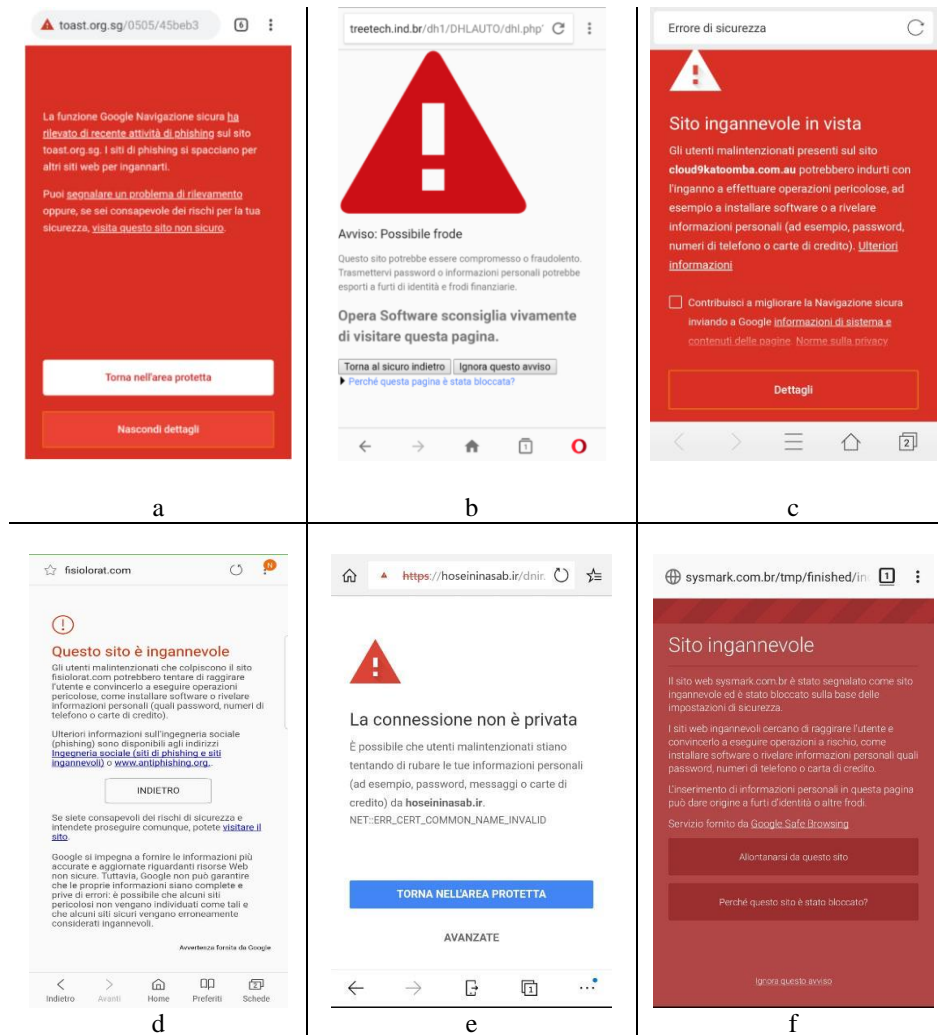 toast.org.sg/0505/45beb3
6
La funzione Google Navigazione sicura ha
rilevato di recente attività di phishing sul sito
toast.org.sg. I siti di phishing si spacciano per
altri siti web per ingannarti.
Puoi segnalare un problema di rilevamento
oppure, se sei consapevole dei rischi per la tua
sicurezza, visita questo sito non sicuro.
Torna nell'area protetta
Nascondi dettagli
a
treetech.ind.br/dh1/DHLAUTO/dhl.php'
Avviso: Possibile frode
Questo sito potrebbe essere compromesso o fraudolento.
Trasmettervi password o informazioni personali potrebbe
esporti a furti di identità e frodi finanziarie.
Opera Software sconsiglia vivamente
di visitare questa pagina.
Torna al sicuro indietro Ignora questo avviso
Perché questa pagina è stata bloccata?
1
b
Errore di sicurezza
Sito ingannevole in vista
Gli utenti malintenzionati presenti sul sito
cloud9katoomba.com.au potrebbero indurti con
l'inganno a effettuare operazioni pericolose, ad
esempio a installare software o a rivelare
informazioni personali (ad esempio, password,
numeri di telefono o carte di credito). Ulteriori
informazioni
Contribuisci a migliorare la Navigazione sicura
inviando a Google informazioni di sistema e
contenuti delle pagine. Norme sulla privacy
Dettagli
2
c
fisiolorat.com
N
Questo sito è ingannevole
Gli utenti malintenzionati che colpiscono il sito
fisiolorat.com potrebbero tentare di raggirare
l'utente e convincerlo a eseguire operazioni
pericolose, come installare software o rivelare
informazioni personali (quali password, numeri di
telefono o carte di credito).
Ulteriori informazioni sull'ingegneria sociale
(phishing) sono disponibili agli indirizzi
Ingegneria sociale (siti di phishing e siti
ingannevoli) o www.antiphishing.org.
INDIETRO
Se siete consapevoli dei rischi di sicurezza e
intendete proseguire comunque, potete visitare il
sito.
Google si impegna a fornire le informazioni più
accurate e aggiornate riguardanti risorse Web
non sicure. Tuttavia, Google non può garantire
che le proprie informazioni siano complete e
prive di errori: è possibile che alcuni siti
pericolosi non vengano individuati come tali e
che alcuni siti sicuri vengano erroneamente
considerati ingannevoli.
Avvertenza fornita da Google
2
Indietro Avanti Home Preferiti Schede
d
https://hoseininasab.ir/dnir.
La connessione non è privata
È possibile che utenti malintenzionati stiano
tentando di rubare le tue informazioni personali
(ad esempio, password, messaggi o carte di
credito) da hoseininasab.ir.
NET::ERR_CERT_COMMON_NAME_INVALID
TORNA NELL'AREA PROTETTA
AVANZATE
1
e
sysmark.com.br/tmp/finished/in
1
Sito ingannevole
Il sito web sysmark.com.br è stato segnalato come sito
ingannevole ed è stato bloccato sulla base delle
impostazioni di sicurezza.
I siti web ingannevoli cercano di raggirare l'utente e
convincerlo a eseguire operazioni a rischio, come
installare software o rivelare informazioni personali quali
password, numeri di telefono o carta di credito.
L'inserimento di informazioni personali in questa pagina
può dare origine a furti d'identità o altre frodi.
Servizio fornito da Google Safe Browsing
Allontanarsi da questo sito
Perché questo sito è stato bloccato?
Ignora questo avviso
f